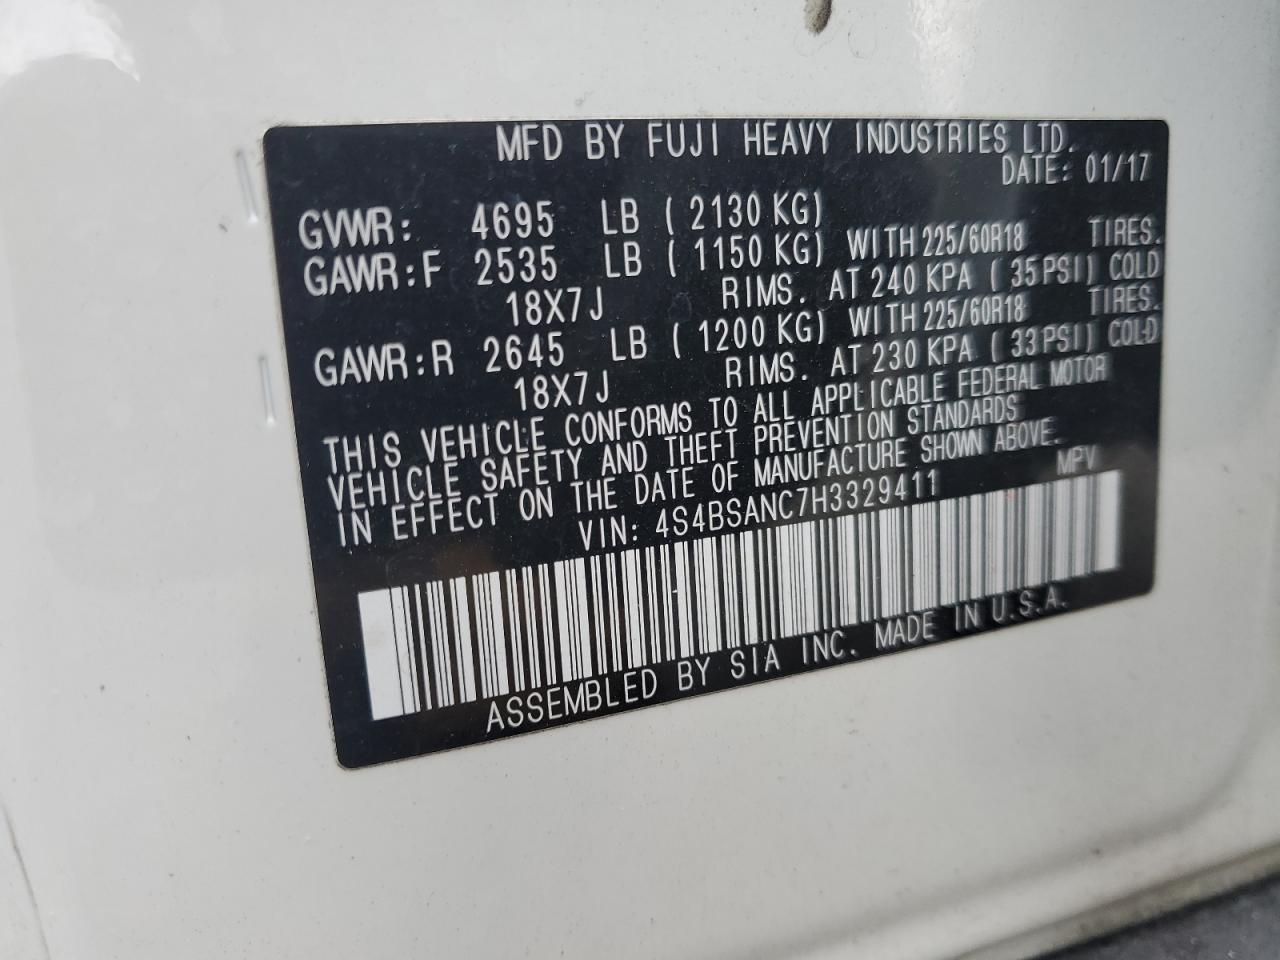 MFD BY FUJI HEAVY INDUSTRIES LTD.
DATE: 01/17
GVWR: 4695 LB ( 2130 KG)
GAWR:F 2535 LB ( 1150 KG) WITH 225/60R18 TIRES.
18X7J RIMS. AT 240 KPA ( 35PSI) COLD
GAWR:R 2645 LB ( 1200 KG) WITH 225/60R18 TIRES.
18X7J RIMS. AT 230 KPA ( 33PSI) COLD
THIS VEHICLE CONFORMS TO ALL APPLICABLE FEDERAL MOTOR
VEHICLE SAFETY AND THEFT PREVENTION STANDARDS
IN EFFECT ON THE DATE OF MANUFACTURE SHOWN ABOVE.
VIN: 4S4BSANC7H3329411 MPV
ASSEMBLED BY SIA INC. MADE IN U.S.A.